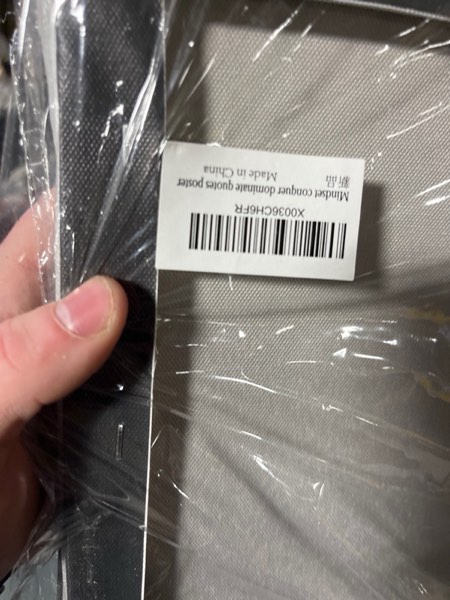 X0036CH6FR
Mindset conquer dominate quotes poster
新品
Made in China